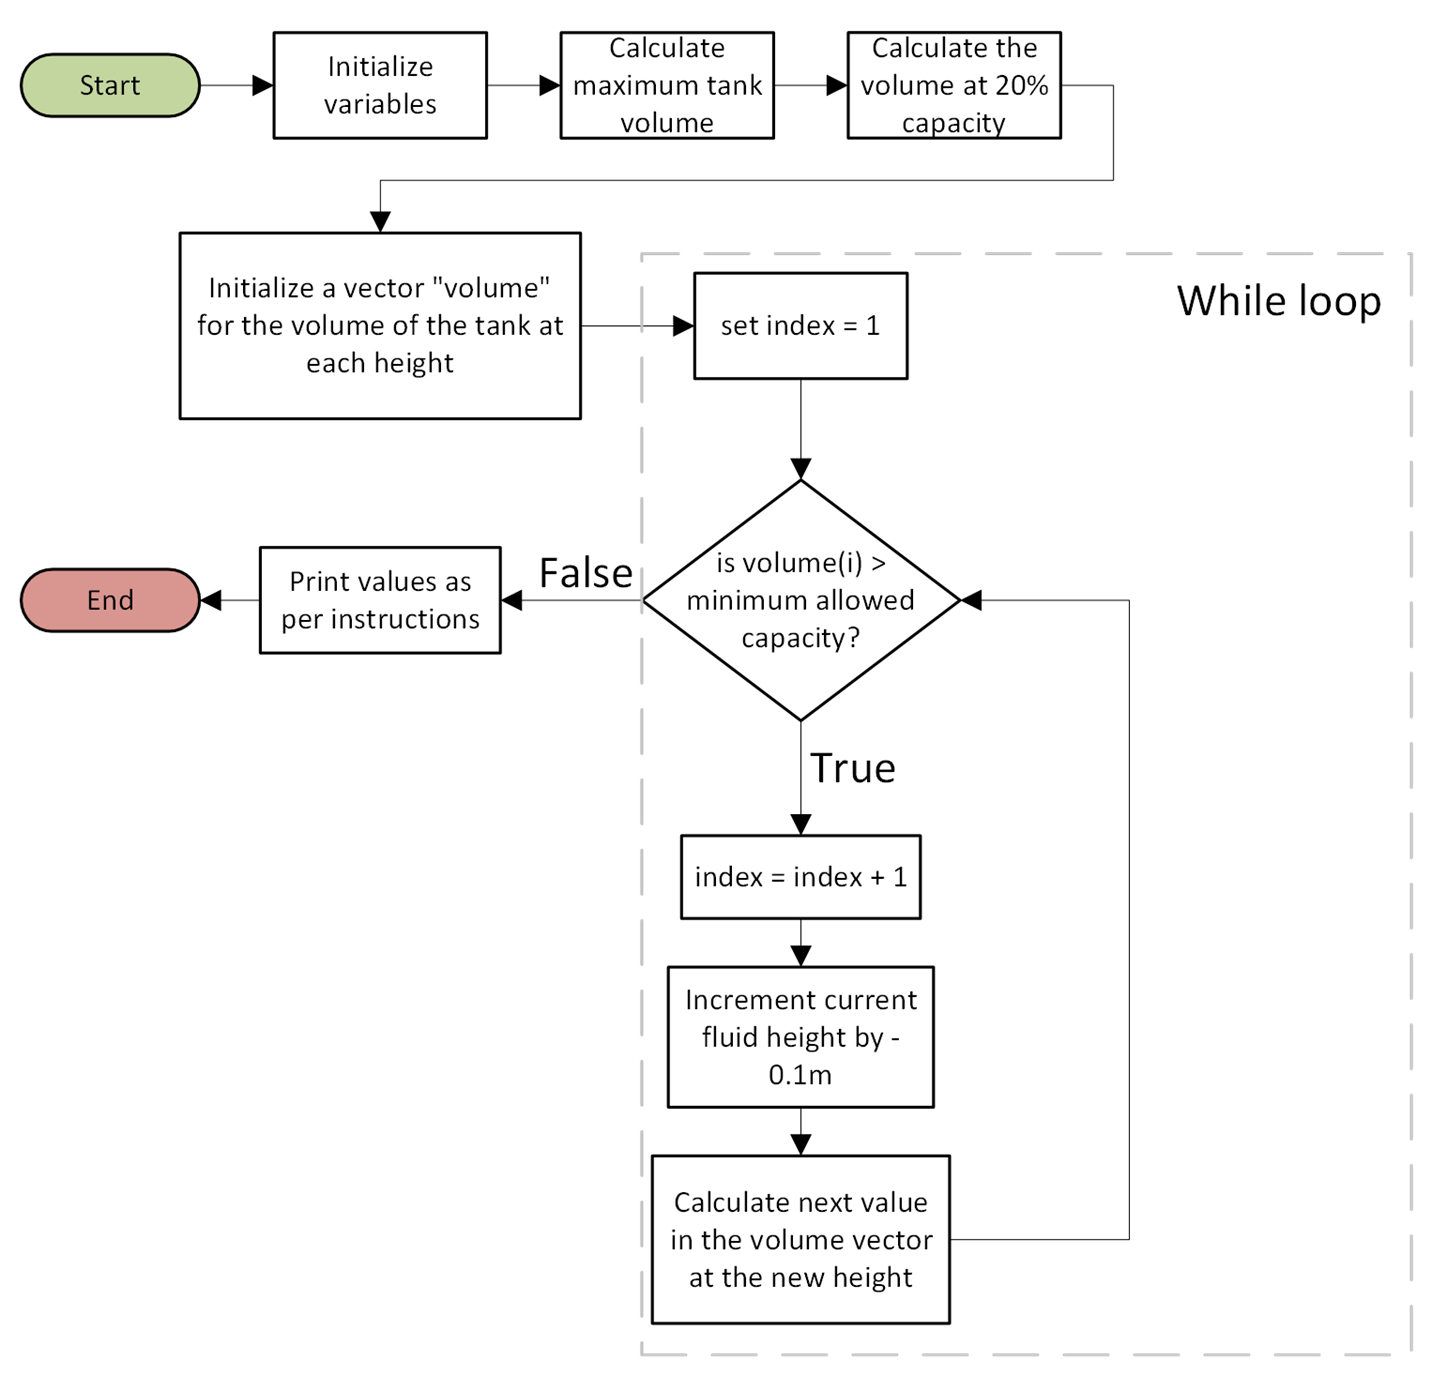 Start
Initialize
variables
Calculate
maximum tank
volume
Calculate the
volume at 20%
capacity
Initialize a vector "volume"
for the volume of the tank at
each height
While loop
set index = 1
is volume(i) >
minimum allowed
capacity?
False
Print values as
per instructions
End
True
index = index + 1
Increment current
fluid height by -
0.1m
Calculate next value
in the volume vector
at the new height